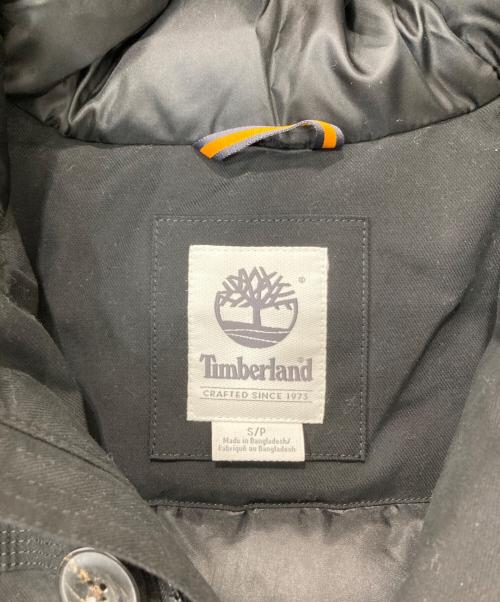 Timberland
CRAFTED SINCE 1973
S/P
Made in Bangladesh/
Fabriqué au Bangladesh